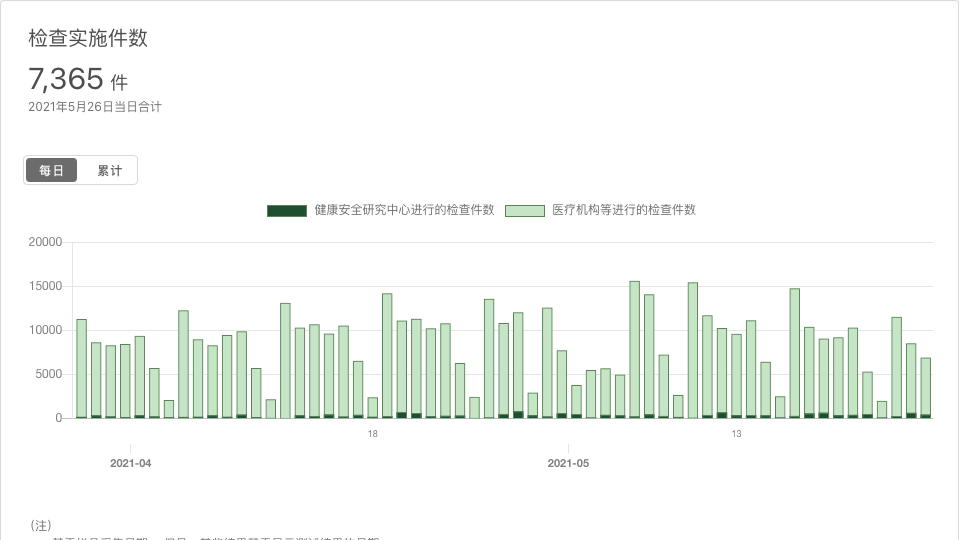 检查实施件数
7,365 件
2021年5月26日当日合计
每日 累计
健康安全研究中心进行的检查件数 医疗机构等进行的检查件数
20000
15000
10000
5000
0
18 13
2021-04 2021-05
(注)